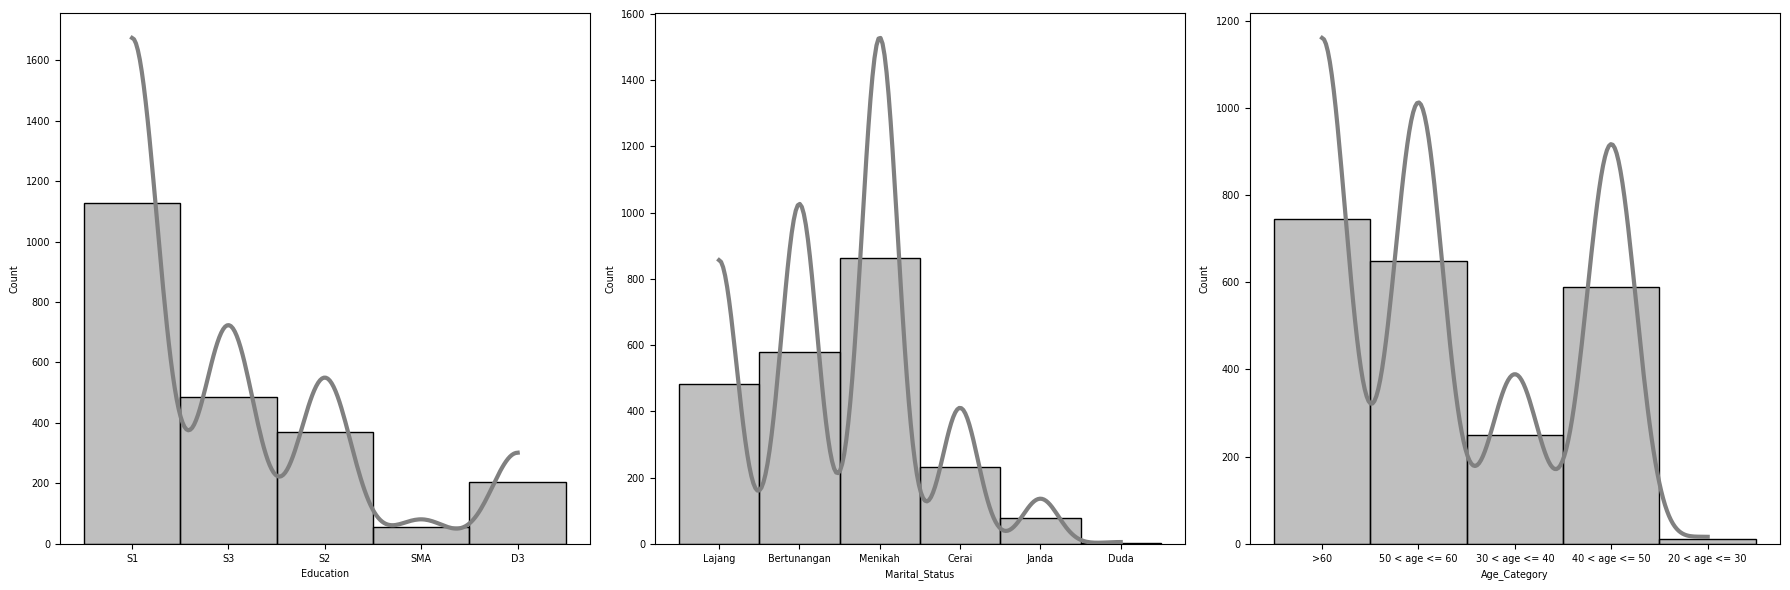 1600
1400
1200
1000
800
600
400
200
0
Count
S1 S3 S2 SMA D3
Education
1600
1400
1200
1000
800
600
400
200
0
Count
Lajang Bertunangan Menikah Cerai Janda Duda
Marital_Status
1200
1000
800
600
400
200
0
Count
>60 50 < age <= 60 30 < age <= 40 40 < age <= 50 20 < age <= 30
Age_Category